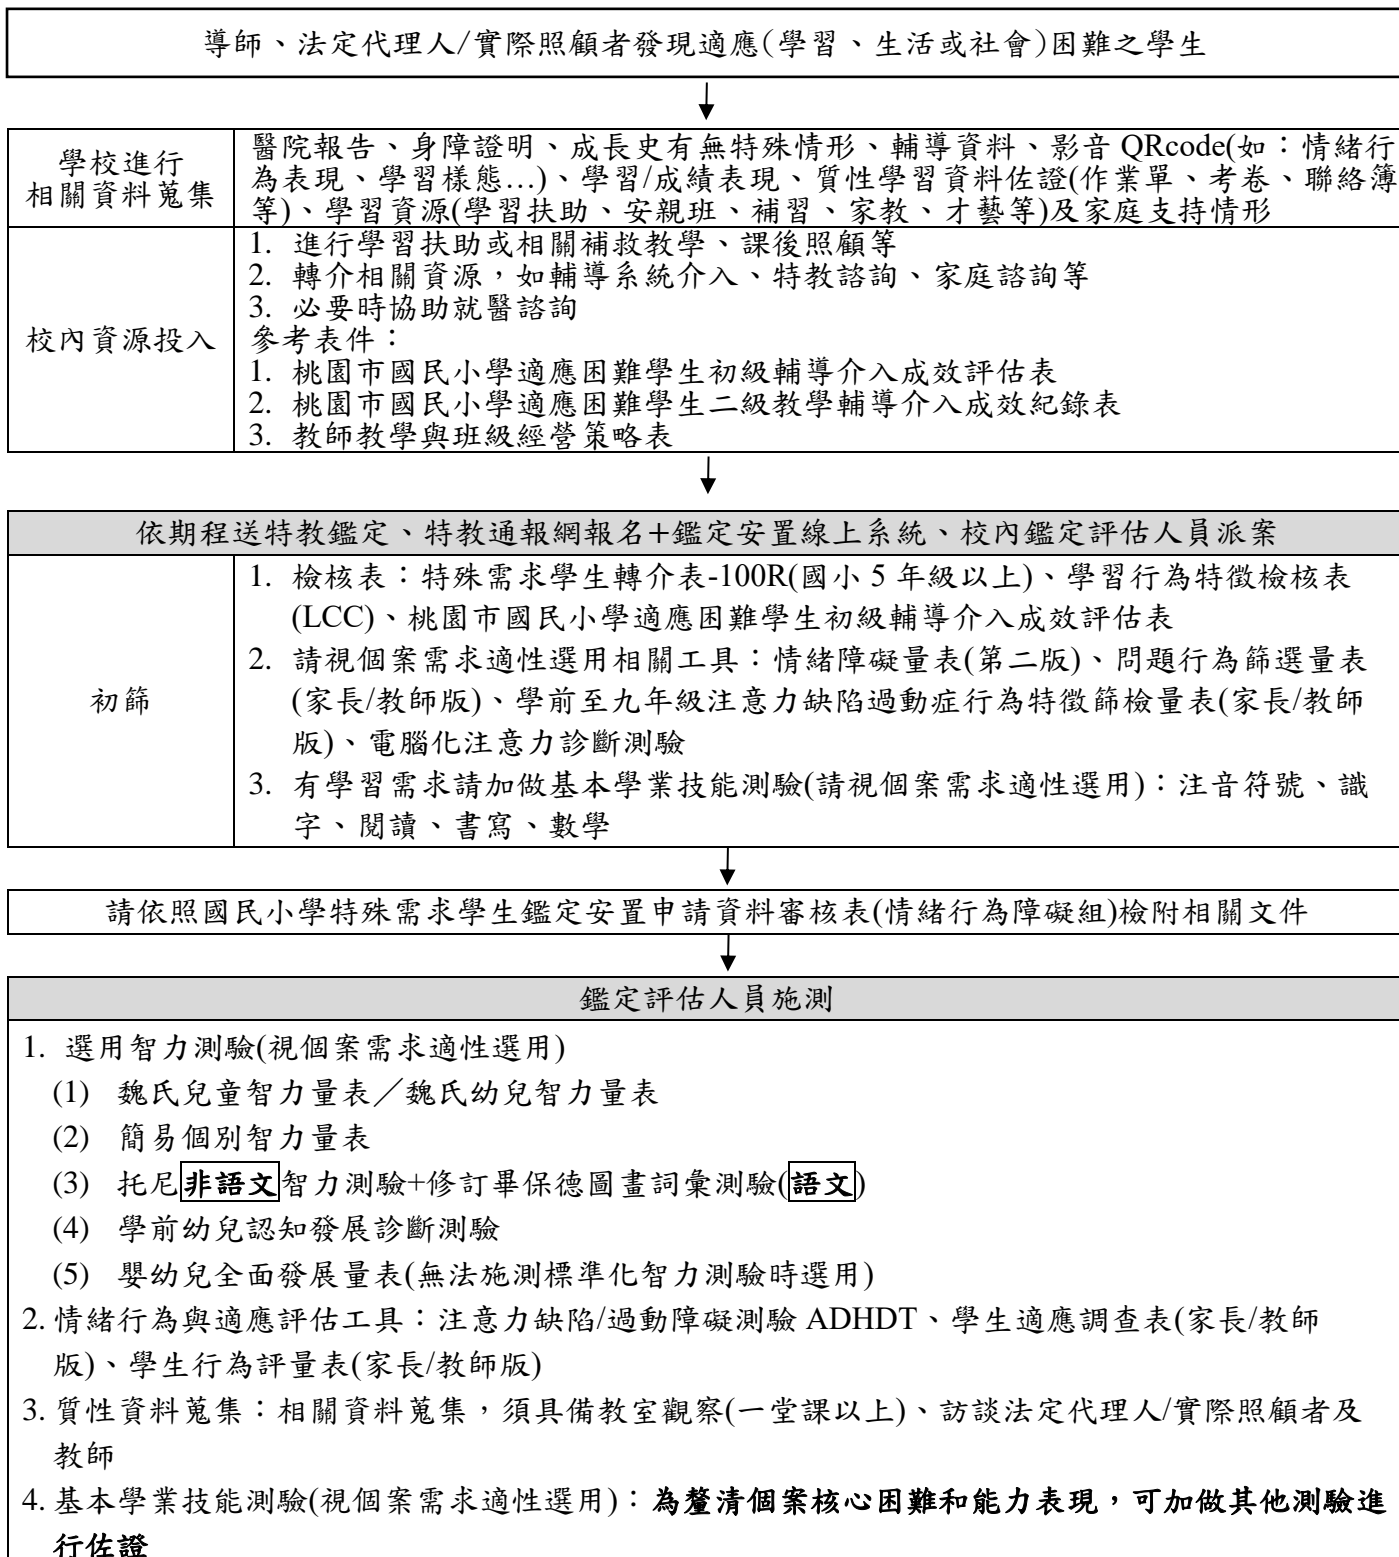 導師、法定代理人/實際照顧者發現適應(學習、生活或社會)困難之學生
學校進行
相關資料蒐集
醫院報告、身障證明、成長史有無特殊情形、輔導資料、影音 QRcode(如：情緒行
為表現、學習樣態…)、學習/成績表現、質性學習資料佐證(作業單、考卷、聯絡簿
等)、學習資源(學習扶助、安親班、補習、家教、才藝等)及家庭支持情形
校內資源投入
1. 進行學習扶助或相關補救教學、課後照顧等
2. 轉介相關資源，如輔導系統介入、特教諮詢、家庭諮詢等
3. 必要時協助就醫諮詢
參考表件：
1. 桃園市國民小學適應困難學生初級輔導介入成效評估表
2. 桃園市國民小學適應困難學生二級教學輔導介入成效紀錄表
3. 教師教學與班級經營策略表
依期程送特教鑑定、特教通報網報名+鑑定安置線上系統、校內鑑定評估人員派案
初篩
1. 檢核表：特殊需求學生轉介表-100R(國小 5 年級以上)、學習行為特徵檢核表
(LCC)、桃園市國民小學適應困難學生初級輔導介入成效評估表
2. 請視個案需求適性選用相關工具：情緒障礙量表(第二版)、問題行為篩選量表
(家長/教師版)、學前至九年級注意力缺陷過動症行為特徵篩檢量表(家長/教師
版)、電腦化注意力診斷測驗
3. 有學習需求請加做基本學業技能測驗(請視個案需求適性選用)：注音符號、識
字、閱讀、書寫、數學
請依照國民小學特殊需求學生鑑定安置申請資料審核表(情緒行為障礙組)檢附相關文件
鑑定評估人員施測
1. 選用智力測驗(視個案需求適性選用)
(1) 魏氏兒童智力量表／魏氏幼兒智力量表
(2) 簡易個別智力量表
(3) 托尼非語文智力測驗+修訂畢保德圖畫詞彙測驗(語文)
(4) 學前幼兒認知發展診斷測驗
(5) 嬰幼兒全面發展量表(無法施測標準化智力測驗時選用)
2. 情緒行為與適應評估工具：注意力缺陷/過動障礙測驗 ADHDT、學生適應調查表(家長/教師
版)、學生行為評量表(家長/教師版)
3. 質性資料蒐集：相關資料蒐集，須具備教室觀察(一堂課以上)、訪談法定代理人/實際照顧者及
教師
4. 基本學業技能測驗(視個案需求適性選用)：為釐清個案核心困難和能力表現，可加做其他測驗進
行佐證